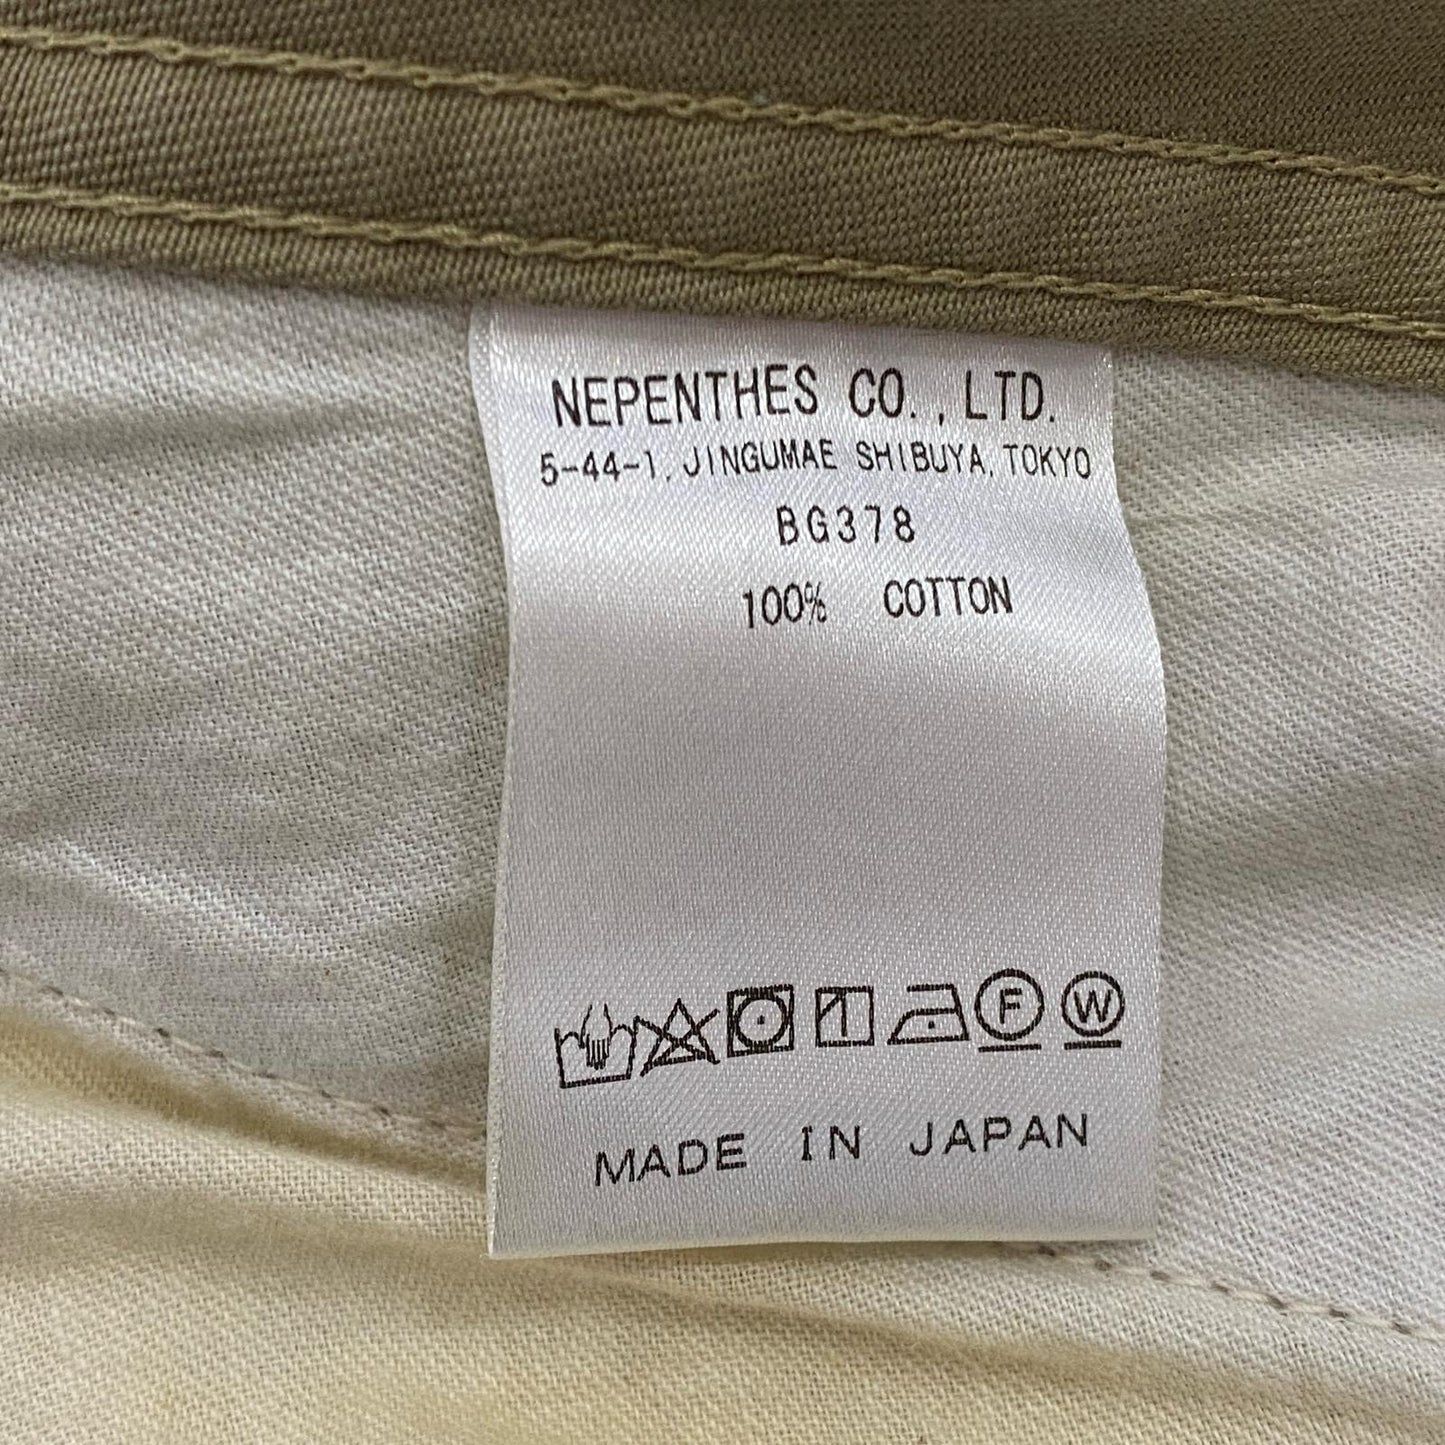 NEPENTHES CO., LTD.
5-44-1, JINGUMAE SHIBUYA, TOKYO
BG378
100% COTTON
F W
MADE IN JAPAN